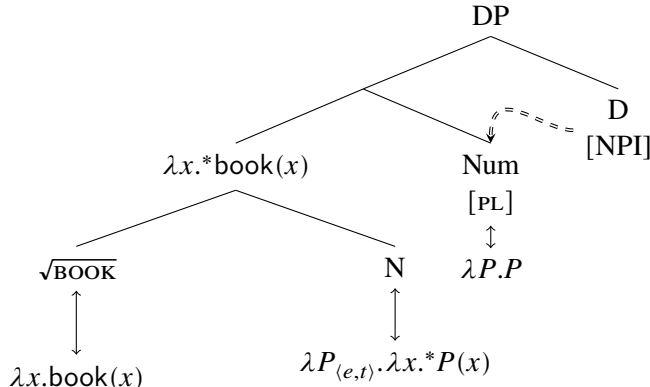 DP
D
[NPI]
λx.*book(x)
Num
[PL]
λP.P
√BOOK
N
λx.book(x)
λP⟨e,t⟩.λx.*P(x)